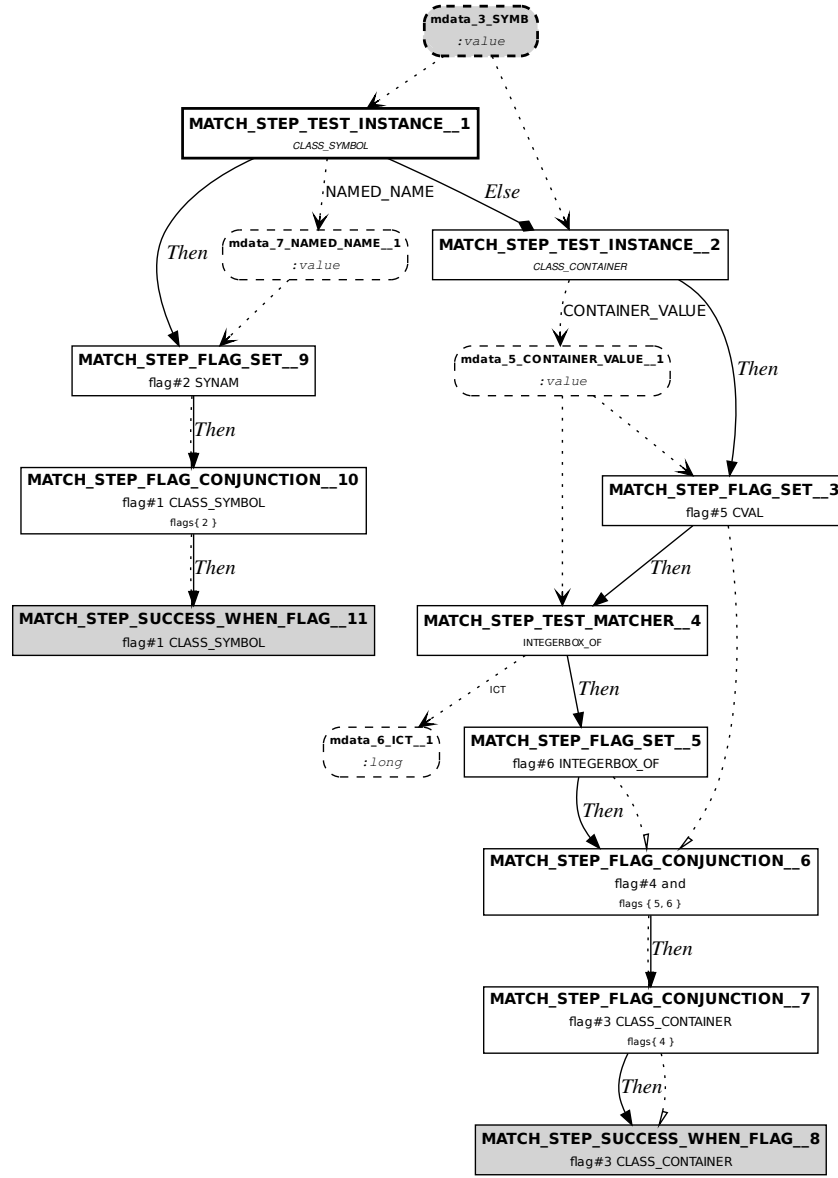 mdata_3_SYMB
:value
MATCH_STEP_TEST_INSTANCE__1
CLASS_SYMBOL
NAMED_NAME
Else
Then
mdata_7_NAMED_NAME__1
:value
MATCH_STEP_TEST_INSTANCE__2
CLASS_CONTAINER
CONTAINER_VALUE
MATCH_STEP_FLAG_SET__9
flag#2 SYNAM
mdata_5_CONTAINER_VALUE__1
:value
Then
Then
MATCH_STEP_FLAG_CONJUNCTION__10
flag#1 CLASS_SYMBOL
flags{ 2 }
MATCH_STEP_FLAG_SET__3
flag#5 CVAL
Then
Then
MATCH_STEP_SUCCESS_WHEN_FLAG__11
flag#1 CLASS_SYMBOL
MATCH_STEP_TEST_MATCHER__4
INTEGERBOX_OF
ICT
Then
mdata_6_ICT__1
:long
MATCH_STEP_FLAG_SET__5
flag#6 INTEGERBOX_OF
Then
MATCH_STEP_FLAG_CONJUNCTION__6
flag#4 and
flags { 5, 6 }
Then
MATCH_STEP_FLAG_CONJUNCTION__7
flag#3 CLASS_CONTAINER
flags{ 4 }
Then
MATCH_STEP_SUCCESS_WHEN_FLAG__8
flag#3 CLASS_CONTAINER